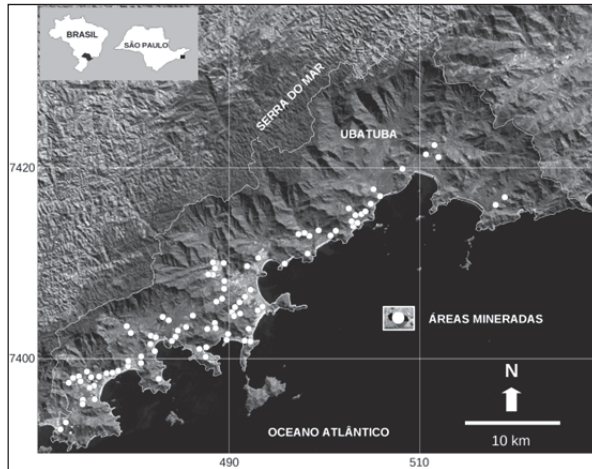 BRASIL
SÃO PAULO
SERRA DO MAR
UBATUBA
7420
ÁREAS MINERADAS
7400
N
OCEANO ATLÂNTICO
10 km
490
510